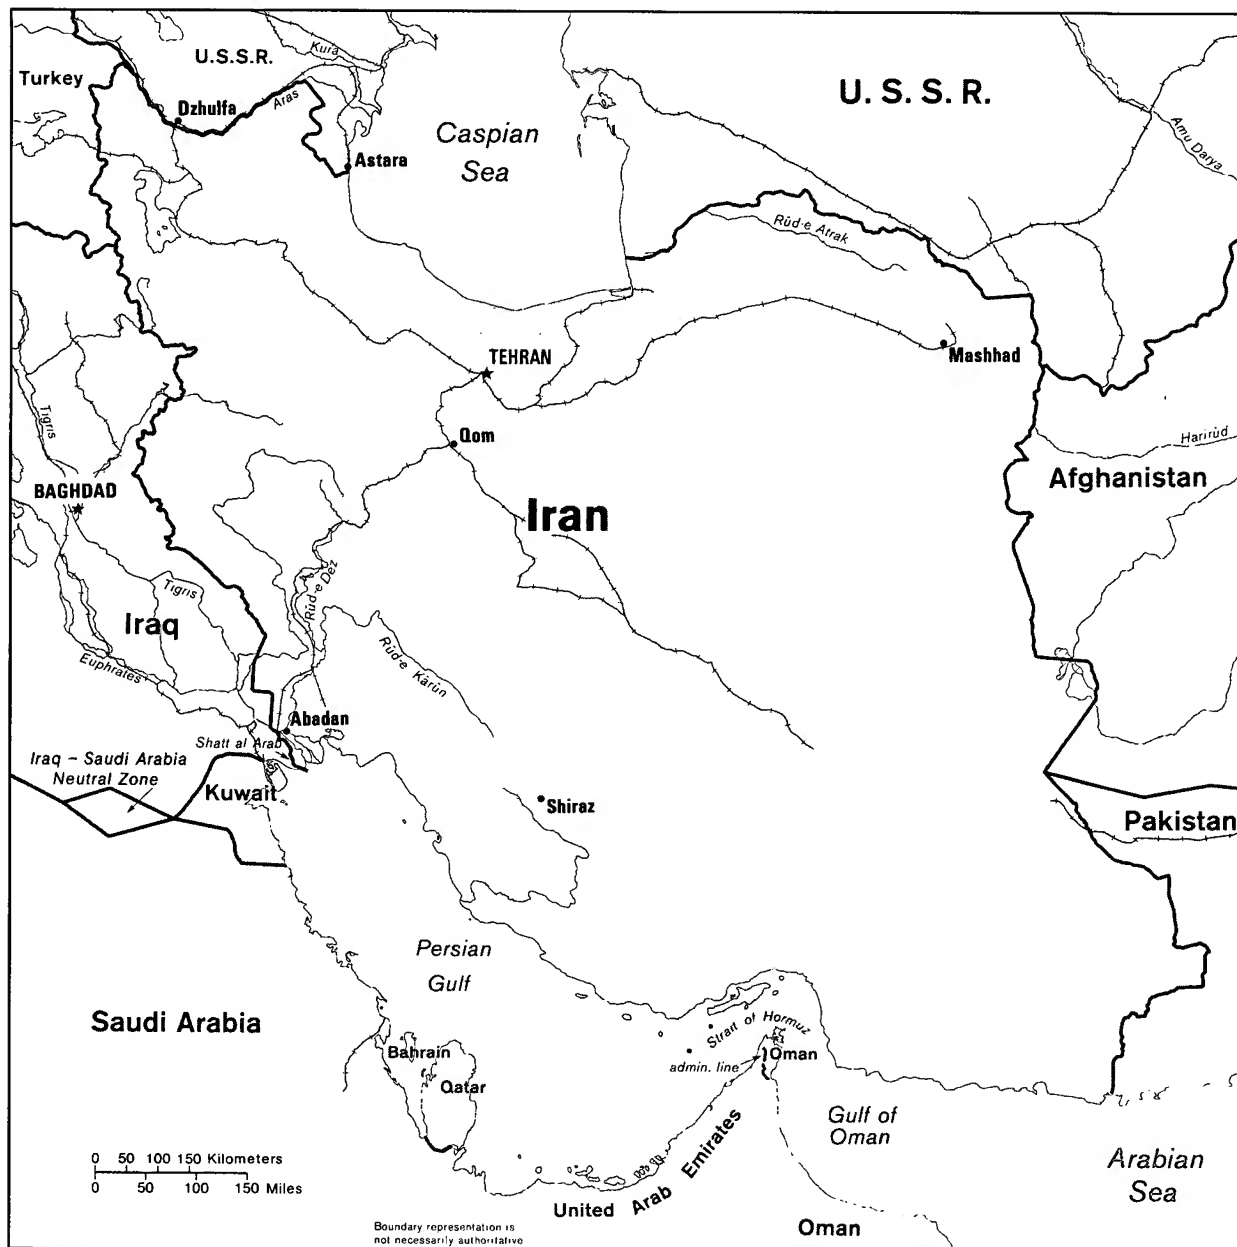 Kura
U.S.S.R.
Turkey
U. S. S. R.
Dzhulfa
Aras
Caspian
Sea
Amu Darya
Astara
Rūd-e Atrak
TEHRAN
Mashhad
Tigris
Qom
Harirūd
Afghanistan
BAGHDAD
Iran
Rūd-e Dez
Tigris
Iraq
Rūd-e Kārūn
Euphrates
Abadan
Shatt al Arab
Iraq – Saudi Arabia
Neutral Zone
Kuwait
Shiraz
Pakistan
Persian
Gulf
Saudi Arabia
Strait of Hormuz
Bahrain
Oman
admin. line
Qatar
Gulf of
Oman
0 50 100 150 Kilometers
0 50 100 150 Miles
Arabian
Sea
United Arab Emirates
Oman
Boundary representation is
not necessarily authoritative